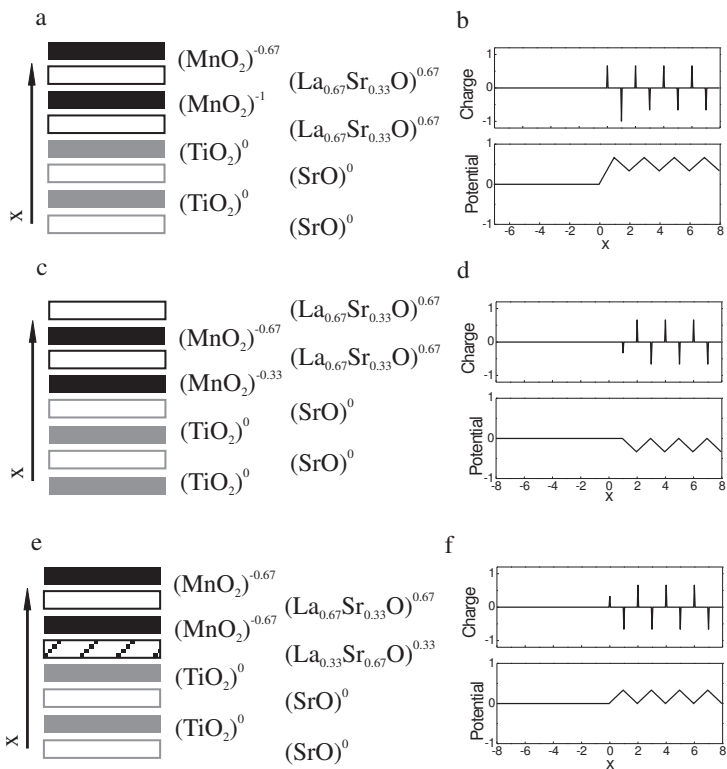 a
(MnO₂)⁻⁰·⁶⁷
(La₀.₆₇Sr₀.₃₃O)⁰·⁶⁷
(MnO₂)⁻¹
(La₀.₆₇Sr₀.₃₃O)⁰·⁶⁷
(TiO₂)⁰
(SrO)⁰
(TiO₂)⁰
(SrO)⁰
x
b
Charge
1
0
-1
Potential
1
0
-1
-6 -4 -2 0 2 4 6 8
x
c
(La₀.₆₇Sr₀.₃₃O)⁰·⁶⁷
(MnO₂)⁻⁰·⁶⁷
(La₀.₆₇Sr₀.₃₃O)⁰·⁶⁷
(MnO₂)⁻⁰·³³
(SrO)⁰
(TiO₂)⁰
(SrO)⁰
(TiO₂)⁰
x
d
Charge
1
0
-1
Potential
1
0
-1
-8 -6 -4 -2 0 2 4 6 8
x
e
(MnO₂)⁻⁰·⁶⁷
(La₀.₆₇Sr₀.₃₃O)⁰·⁶⁷
(MnO₂)⁻⁰·⁶⁷
(La₀.₃₃Sr₀.₆₇O)⁰·³³
(TiO₂)⁰
(SrO)⁰
(TiO₂)⁰
(SrO)⁰
x
f
Charge
1
0
-1
Potential
1
0
-1
-8 -6 -4 -2 0 2 4 6 8
x